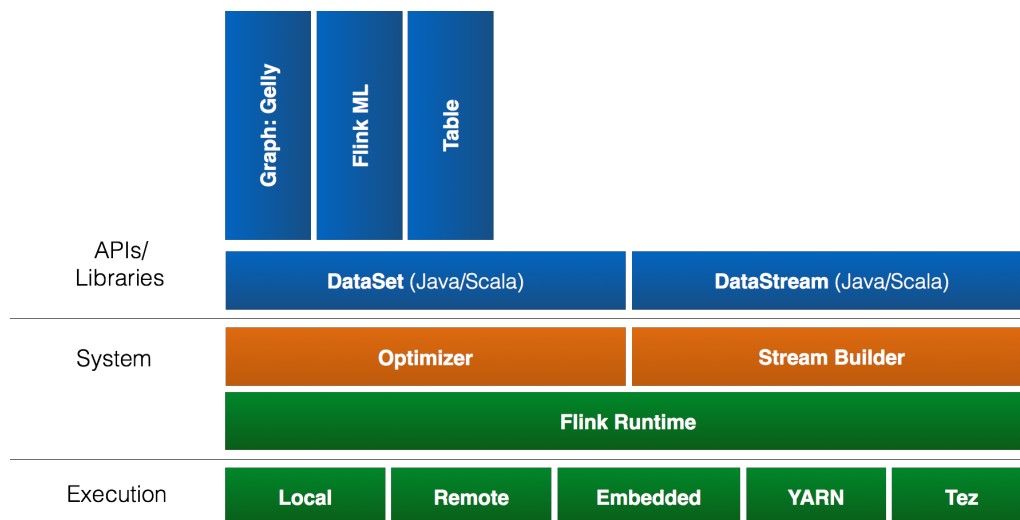 Graph: Gelly
Flink ML
Table
APIs/
Libraries
DataSet (Java/Scala)
DataStream (Java/Scala)
System
Optimizer
Stream Builder
Flink Runtime
Execution
Local
Remote
Embedded
YARN
Tez